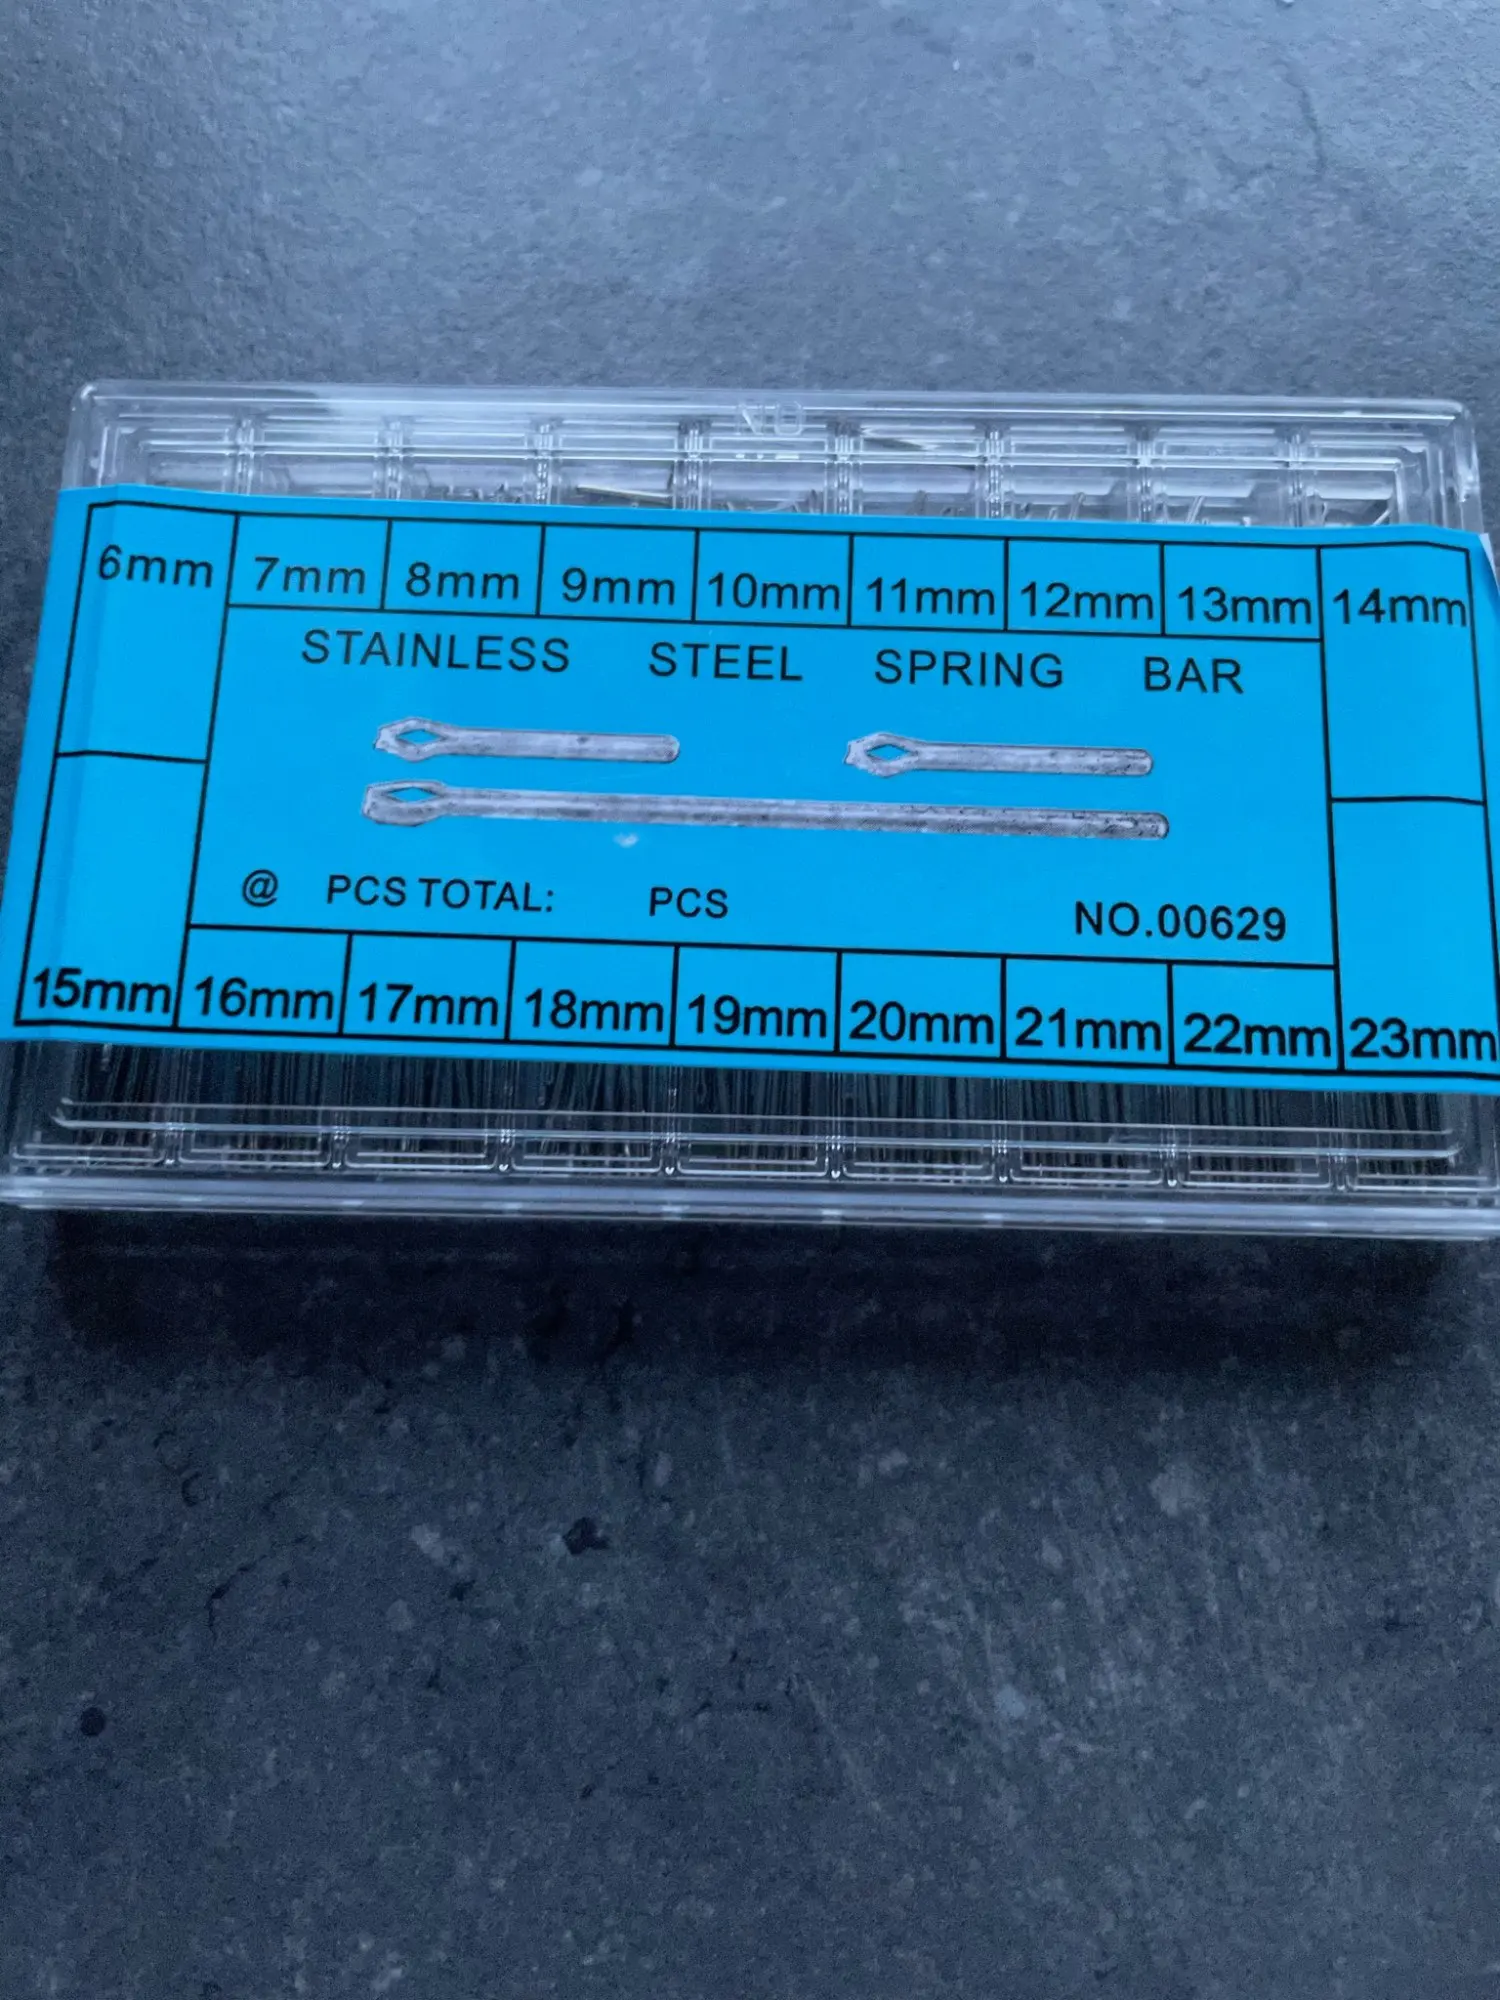 NO
6mm 7mm 8mm 9mm 10mm 11mm 12mm 13mm 14mm
STAINLESS STEEL SPRING BAR
@ PCS TOTAL: PCS NO.00629
15mm 16mm 17mm 18mm 19mm 20mm 21mm 22mm 23mm